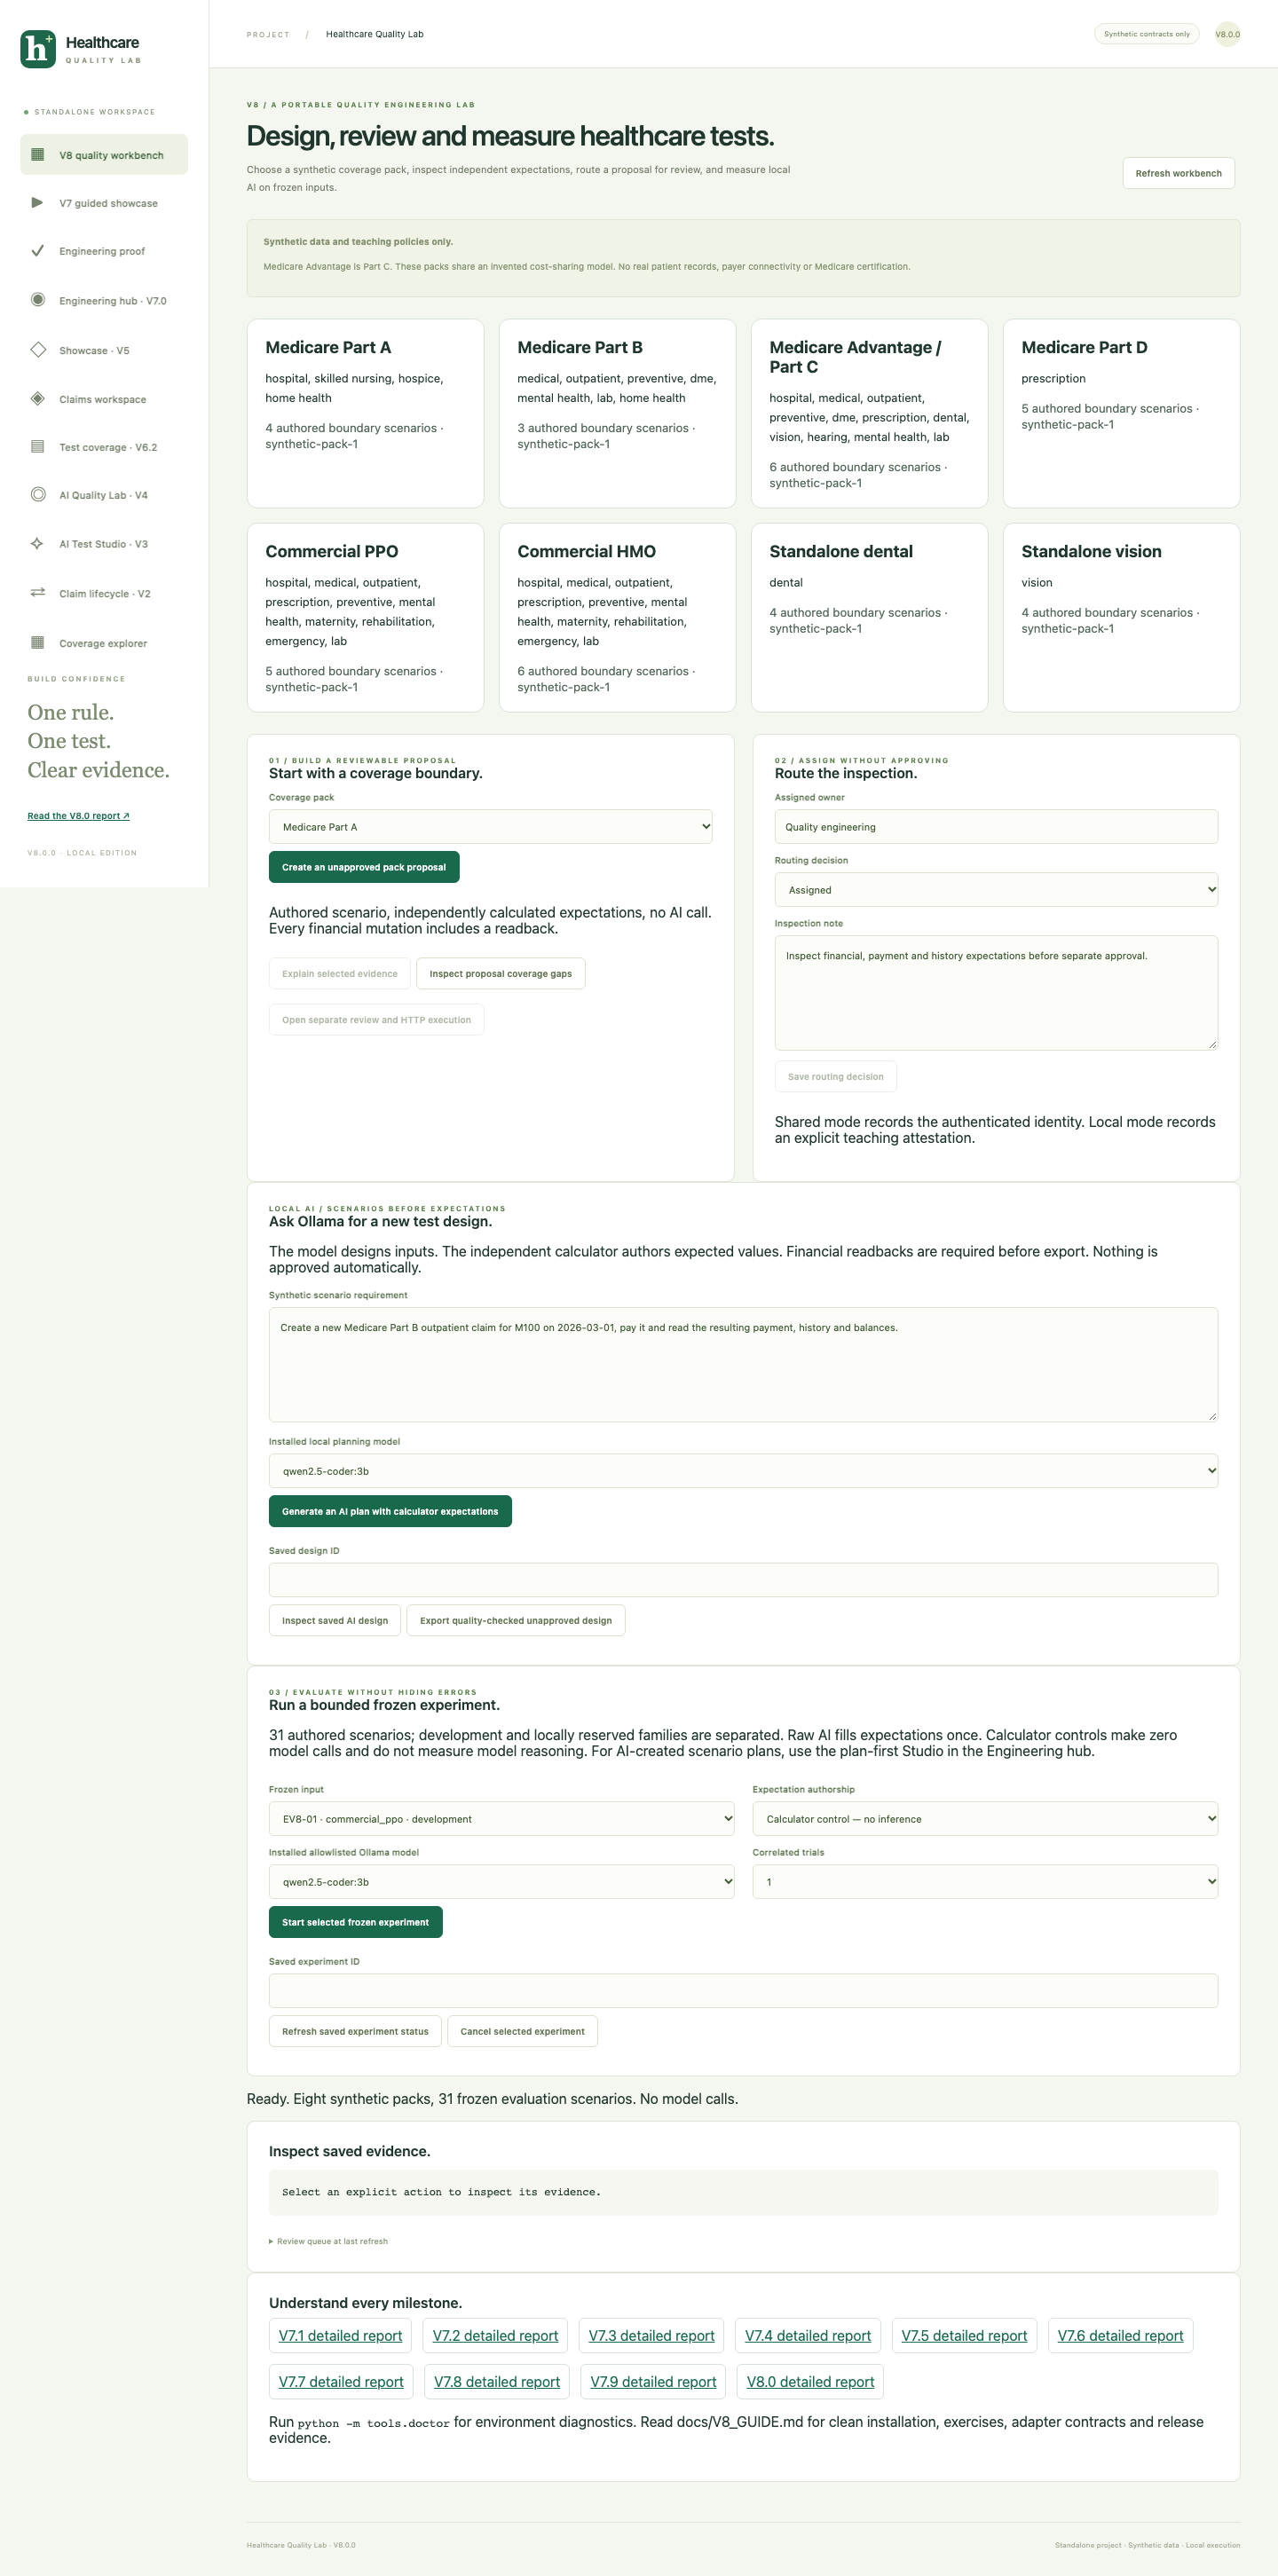 h+
Healthcare
QUALITY LAB
STANDALONE WORKSPACE
V8 quality workbench
V7 guided showcase
Engineering proof
Engineering hub · V7.0
Showcase · V5
Claims workspace
Test coverage · V6.2
AI Quality Lab · V4
AI Test Studio · V3
Claim lifecycle · V2
Coverage explorer
BUILD CONFIDENCE
One rule.
One test.
Clear evidence.
Read the V8.0 report ↗
V8.0.0 · LOCAL EDITION
PROJECT / Healthcare Quality Lab
Synthetic contracts only
V8.0.0
V8 / A PORTABLE QUALITY ENGINEERING LAB
Design, review and measure healthcare tests.
Choose a synthetic coverage pack, inspect independent expectations, route a proposal for review, and measure local
AI on frozen inputs.
Refresh workbench
Synthetic data and teaching policies only.
Medicare Advantage is Part C. These packs share an invented cost-sharing model. No real patient records, payer connectivity or Medicare certification.
Medicare Part A
hospital, skilled nursing, hospice,
home health
4 authored boundary scenarios ·
synthetic-pack-1
Medicare Part B
medical, outpatient, preventive, dme,
mental health, lab, home health
3 authored boundary scenarios ·
synthetic-pack-1
Medicare Advantage /
Part C
hospital, medical, outpatient,
preventive, dme, prescription, dental,
vision, hearing, mental health, lab
6 authored boundary scenarios ·
synthetic-pack-1
Medicare Part D
prescription
5 authored boundary scenarios ·
synthetic-pack-1
Commercial PPO
hospital, medical, outpatient,
prescription, preventive, mental
health, maternity, rehabilitation,
emergency, lab
5 authored boundary scenarios ·
synthetic-pack-1
Commercial HMO
hospital, medical, outpatient,
prescription, preventive, mental
health, maternity, rehabilitation,
emergency, lab
6 authored boundary scenarios ·
synthetic-pack-1
Standalone dental
dental
4 authored boundary scenarios ·
synthetic-pack-1
Standalone vision
vision
4 authored boundary scenarios ·
synthetic-pack-1
01 / BUILD A REVIEWABLE PROPOSAL
Start with a coverage boundary.
Coverage pack
Medicare Part A
Create an unapproved pack proposal
Authored scenario, independently calculated expectations, no AI call.
Every financial mutation includes a readback.
Explain selected evidence
Inspect proposal coverage gaps
Open separate review and HTTP execution
02 / ASSIGN WITHOUT APPROVING
Route the inspection.
Assigned owner
Quality engineering
Routing decision
Assigned
Inspection note
Inspect financial, payment and history expectations before separate approval.
Save routing decision
Shared mode records the authenticated identity. Local mode records
an explicit teaching attestation.
LOCAL AI / SCENARIOS BEFORE EXPECTATIONS
Ask Ollama for a new test design.
The model designs inputs. The independent calculator authors expected values. Financial readbacks are required before export. Nothing is
approved automatically.
Synthetic scenario requirement
Create a new Medicare Part B outpatient claim for M100 on 2026-03-01, pay it and read the resulting payment, history and balances.
Installed local planning model
qwen2.5-coder:3b
Generate an AI plan with calculator expectations
Saved design ID
Inspect saved AI design
Export quality-checked unapproved design
03 / EVALUATE WITHOUT HIDING ERRORS
Run a bounded frozen experiment.
31 authored scenarios; development and locally reserved families are separated. Raw AI fills expectations once. Calculator controls make zero
model calls and do not measure model reasoning. For AI-created scenario plans, use the plan-first Studio in the Engineering hub.
Frozen input
EV8-01 · commercial_ppo · development
Expectation authorship
Calculator control — no inference
Installed allowlisted Ollama model
qwen2.5-coder:3b
Correlated trials
1
Start selected frozen experiment
Saved experiment ID
Refresh saved experiment status
Cancel selected experiment
Ready. Eight synthetic packs, 31 frozen evaluation scenarios. No model calls.
Inspect saved evidence.
Select an explicit action to inspect its evidence.
▸ Review queue at last refresh
Understand every milestone.
V7.1 detailed report
V7.2 detailed report
V7.3 detailed report
V7.4 detailed report
V7.5 detailed report
V7.6 detailed report
V7.7 detailed report
V7.8 detailed report
V7.9 detailed report
V8.0 detailed report
Run python -m tools.doctor for environment diagnostics. Read docs/V8_GUIDE.md for clean installation, exercises, adapter contracts and release
evidence.
Healthcare Quality Lab · V8.0.0
Standalone project · Synthetic data · Local execution